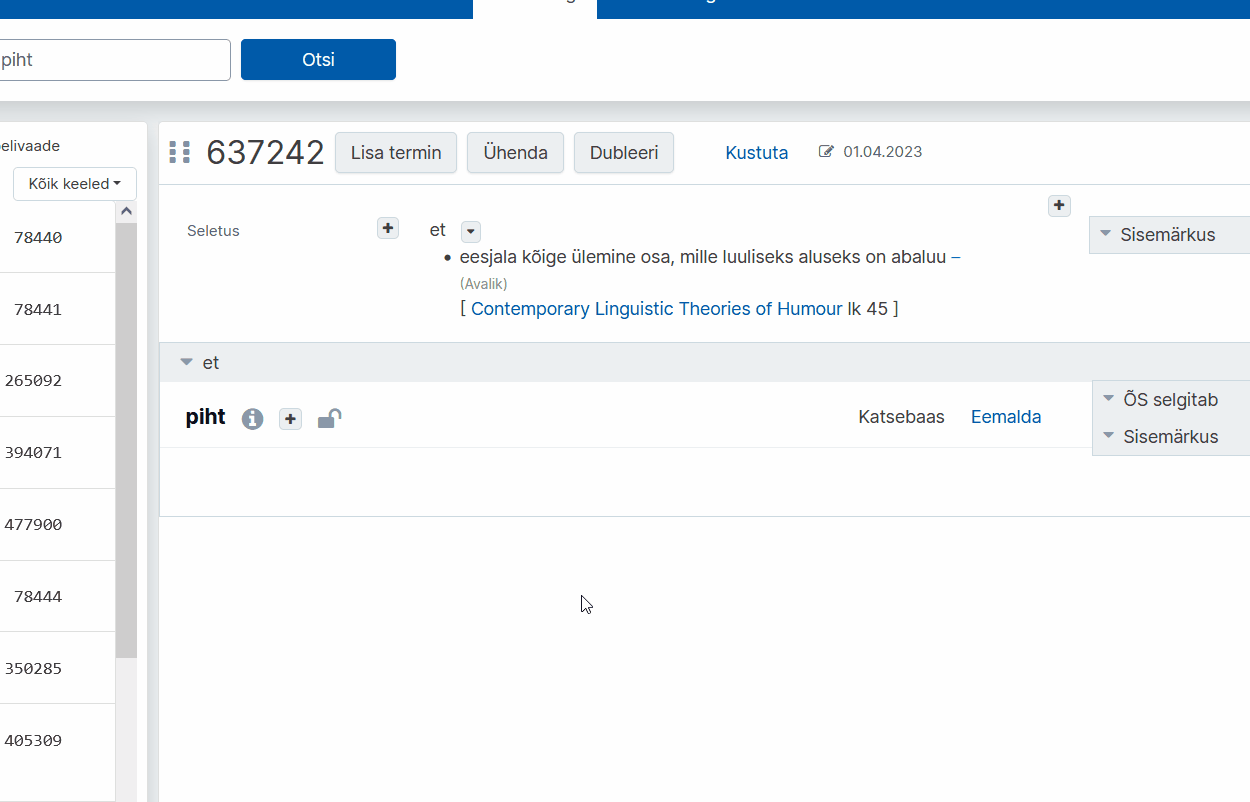 piht
Otsi
Kõik keeled
78440
78441
265092
394071
477900
78444
350285
405309
637242
Lisa termin
Ühenda
Dubleeri
Kustuta
01.04.2023
Seletus
et
• eesjala kõige ülemine osa, mille luuliseks aluseks on abaluu –
(Avalik)
[ Contemporary Linguistic Theories of Humour lk 45 ]
Sisemärkus
et
piht
Katsebaas
Eemalda
ÕS selgitab
Sisemärkus